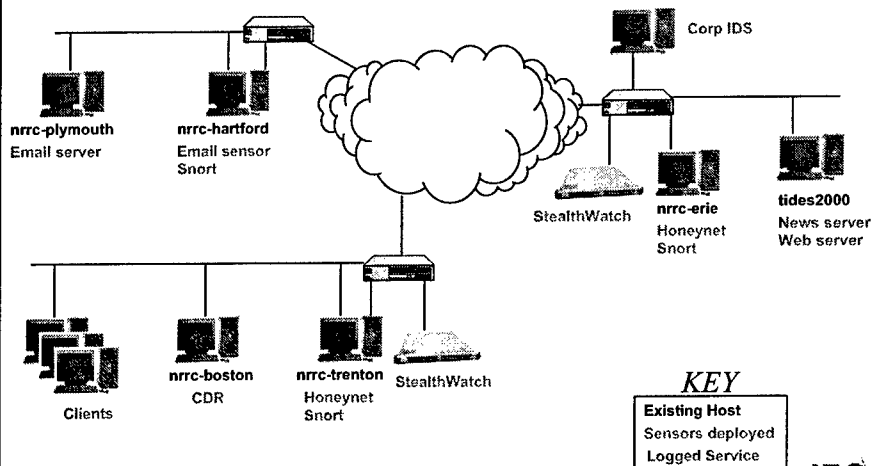 Corp IDS
nrrc-plymouth
Email server
nrrc-hartford
Email sensor
Snort
StealthWatch
nrrc-erie
Honeynet
Snort
tides2000
News server
Web server
Clients
nrrc-boston
CDR
nrrc-trenton
Honeynet
Snort
StealthWatch
KEY
Existing Host
Sensors deployed
Logged Service